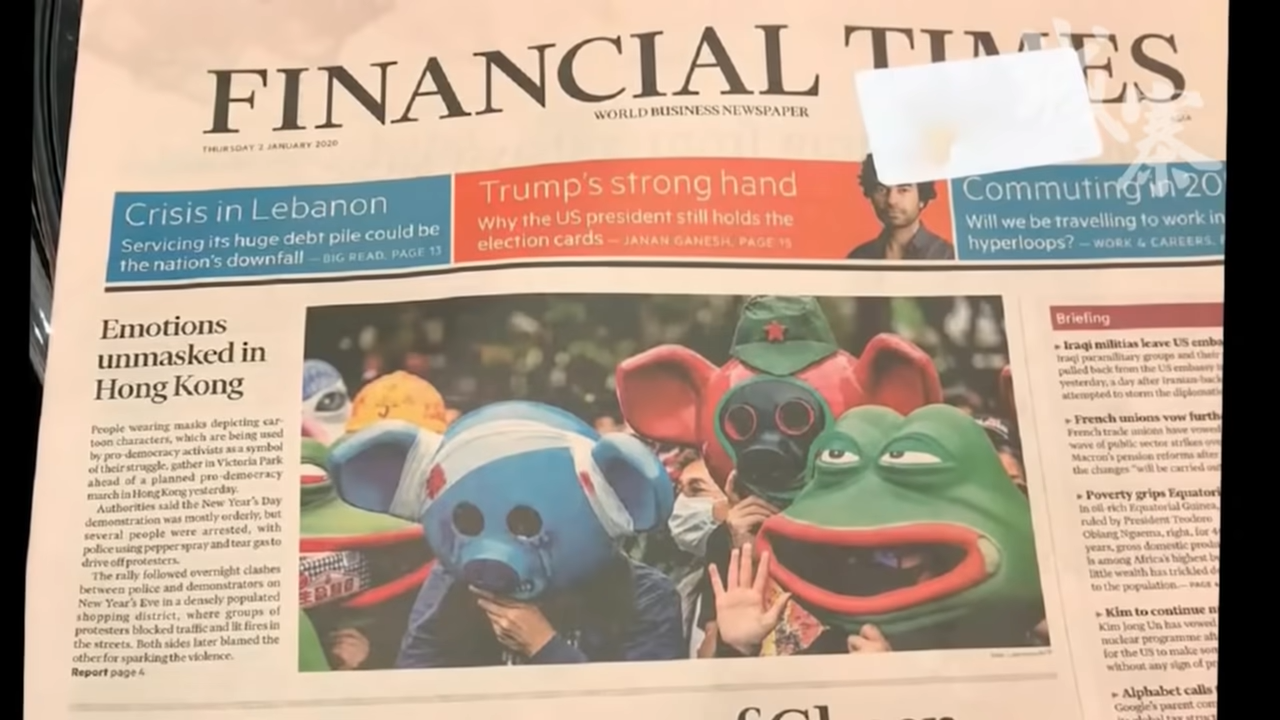 FINANCIAL TIMES
WORLD BUSINESS NEWSPAPER
THURSDAY 2 JANUARY 2020
Crisis in Lebanon
Servicing its huge debt pile could be
the nation's downfall — BIG READ, PAGE 13
Trump's strong hand
Why the US president still holds the
election cards — JANAN GANESH, PAGE 15
Commuting in 20
Will we be travelling to work in
hyperloops? — WORK & CAREERS,
Emotions
unmasked in
Hong Kong
People wearing masks depicting car-
toon characters, which are being used
by pro-democracy activists as a symbol
of their struggle, gather in Victoria Park
ahead of a planned pro-democracy
march in Hong Kong yesterday.
Authorities said the New Year's Day
demonstration was mostly orderly, but
several people were arrested, with
police using pepper spray and tear gas to
drive off protesters.
The rally followed overnight clashes
between police and demonstrators on
New Year's Eve in a densely populated
shopping district, where groups of
protesters blocked traffic and lit fires in
the streets. Both sides later blamed the
other for sparking the violence.
Report page 4
Briefing
Iraqi militias leave US emba
Iraqi paramilitary groups and their
pulled back from the US embassy
yesterday, a day after Iranian-back
attempted to storm the diplomati
French unions vow furth
French trade unions have vowed
wave of public sector strikes ove
Macron's pension reforms after
the changes "will be carried out
Poverty grips Equatori
In oil-rich Equatorial Guinea,
ruled by President Teodoro
Obiang Nguema, right, for 4
years, gross domestic produ
is among Africa's highest b
little wealth has trickled d
to the population.— PAGE 4
Kim to continue n
Kim Jong Un has vowed
nuclear programme aft
for the US to make som
without any sign of pr
Alphabet calls
Google's parent com